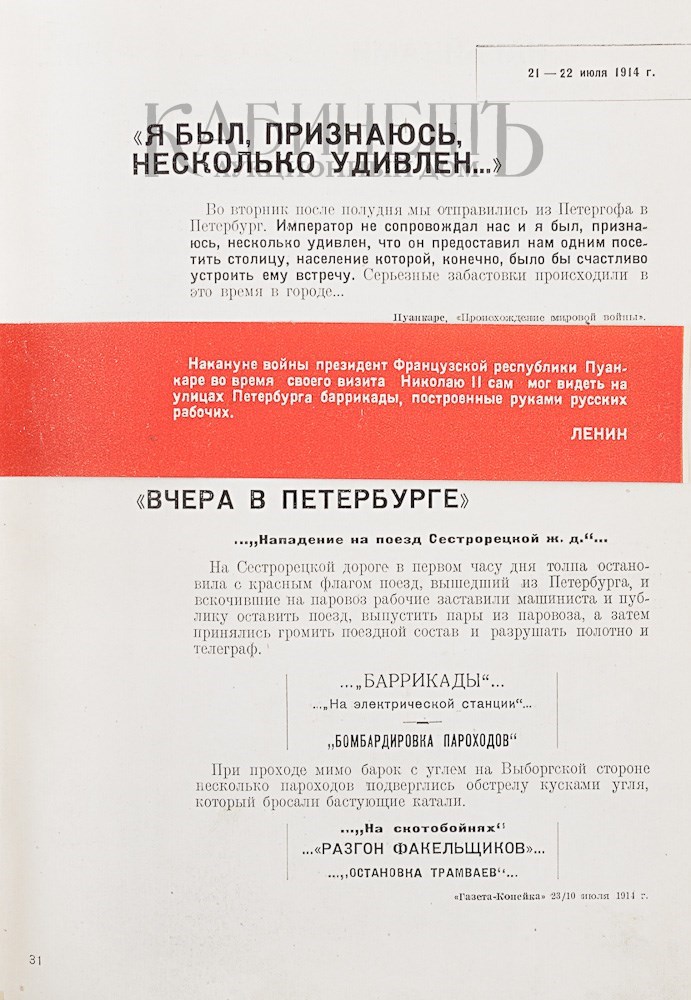 21 — 22 июля 1914 г.
КАБИНЕТЪ
АУКЦИОННЫЙ ДОМ
«Я БЫЛ, ПРИЗНАЮСЬ,
НЕСКОЛЬКО УДИВЛЕН...»
Во вторник после полудня мы отправились из Петергофа в
Петербург. Император не сопровождал нас и я был, призна-
юсь, несколько удивлен, что он предоставил нам одним посе-
тить столицу, население которой, конечно, было бы счастливо
устроить ему встречу. Серьезные забастовки происходили в
это время в городе...
Пуанкаре, «Происхождение мировой войны».
Накануне войны президент Французской республики Пуан-
каре во время своего визита Николаю II сам мог видеть на
улицах Петербурга баррикады, построенные руками русских
рабочих.
ЛЕНИН
«ВЧЕРА В ПЕТЕРБУРГЕ»
...„Нападение на поезд Сестрорецкой ж. д.“...
На Сестрорецкой дороге в первом часу дня толпа остано-
вила с красным флагом поезд, вышедший из Петербурга, и
вскочившие на паровоз рабочие заставили машиниста и пуб-
лику оставить поезд, выпустить пары из паровоза, а затем
принялись громить поездной состав и разрушать полотно и
телеграф.
...„БАРРИКАДЫ“...
...„На электрической станции“...
„БОМБАРДИРОВКА ПАРОХОДОВ“
При проходе мимо барок с углем на Выборгской стороне
несколько пароходов подверглись обстрелу кусками угля,
который бросали бастующие катали.
...„На скотобойнях“
...«РАЗГОН ФАКЕЛЬЩИКОВ»...
...„ОСТАНОВКА ТРАМВАЕВ“...
«Газета-Копейка» 23/10 июля 1914 г.
31